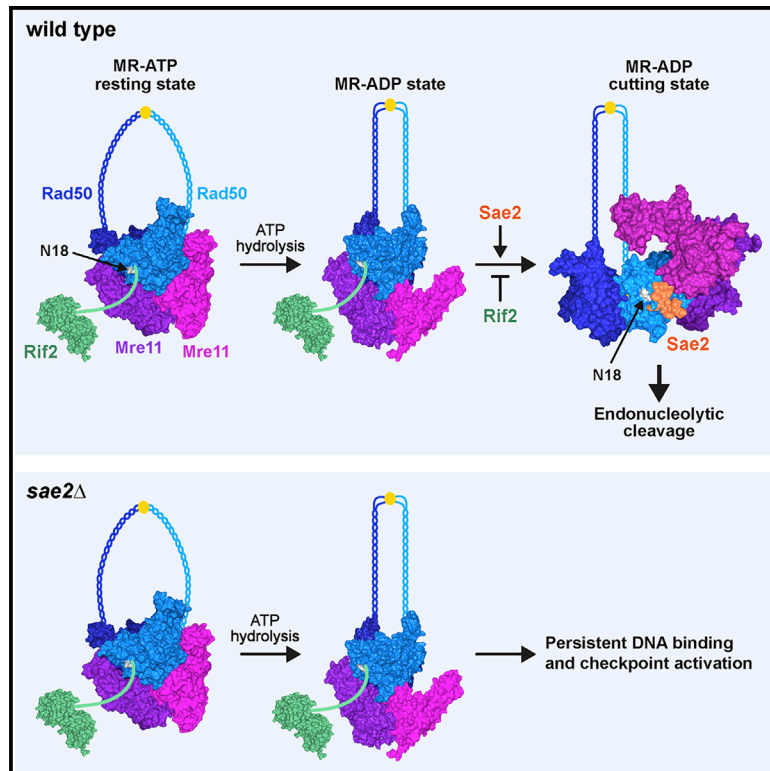 wild type
MR-ATP
resting state
MR-ADP state
MR-ADP
cutting state
Rad50
Rad50
N18
ATP
hydrolysis
Sae2
Rif2
Rif2
Mre11
Mre11
Sae2
N18
Endonucleolytic
cleavage
sae2Δ
ATP
hydrolysis
Persistent DNA binding
and checkpoint activation